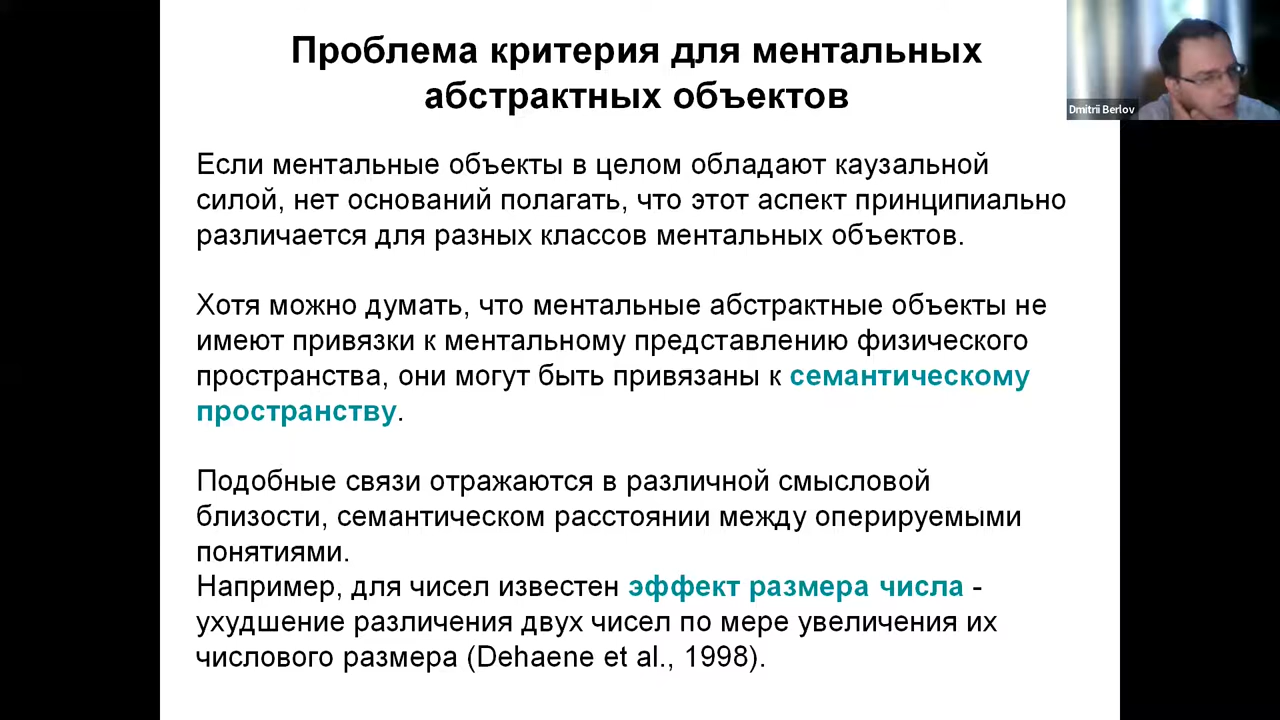 Проблема критерия для ментальных
абстрактных объектов
Dmitrii Berlov
Если ментальные объекты в целом обладают каузальной
силой, нет оснований полагать, что этот аспект принципиально
различается для разных классов ментальных объектов.
Хотя можно думать, что ментальные абстрактные объекты не
имеют привязки к ментальному представлению физического
пространства, они могут быть привязаны к семантическому
пространству.
Подобные связи отражаются в различной смысловой
близости, семантическом расстоянии между оперируемыми
понятиями.
Например, для чисел известен эффект размера числа -
ухудшение различения двух чисел по мере увеличения их
числового размера (Dehaene et al., 1998).